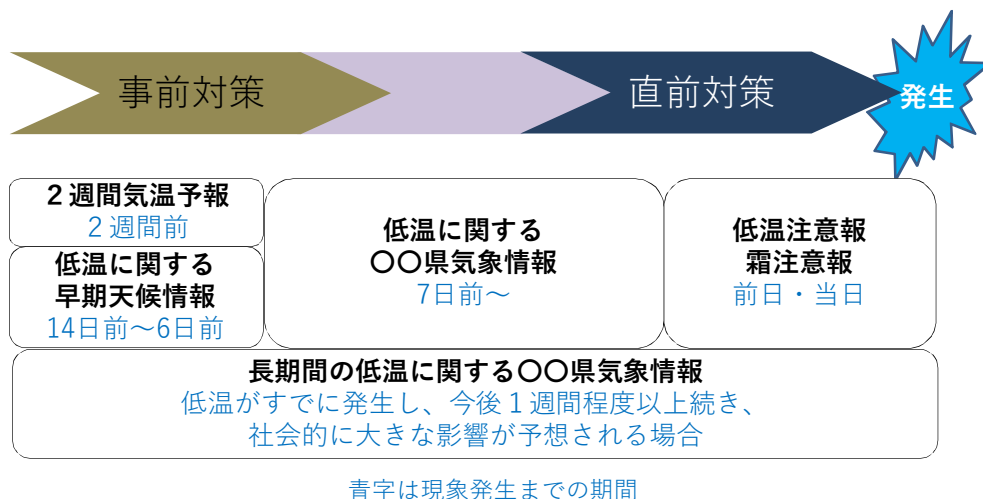 事前対策
直前対策
発生
２週間気温予報
２週間前
低温に関する
早期天候情報
14日前～6日前
低温に関する
〇〇県気象情報
7日前～
低温注意報
霜注意報
前日・当日
長期間の低温に関する〇〇県気象情報
低温がすでに発生し、今後１週間程度以上続き、
社会的に大きな影響が予想される場合
青字は現象発生までの期間